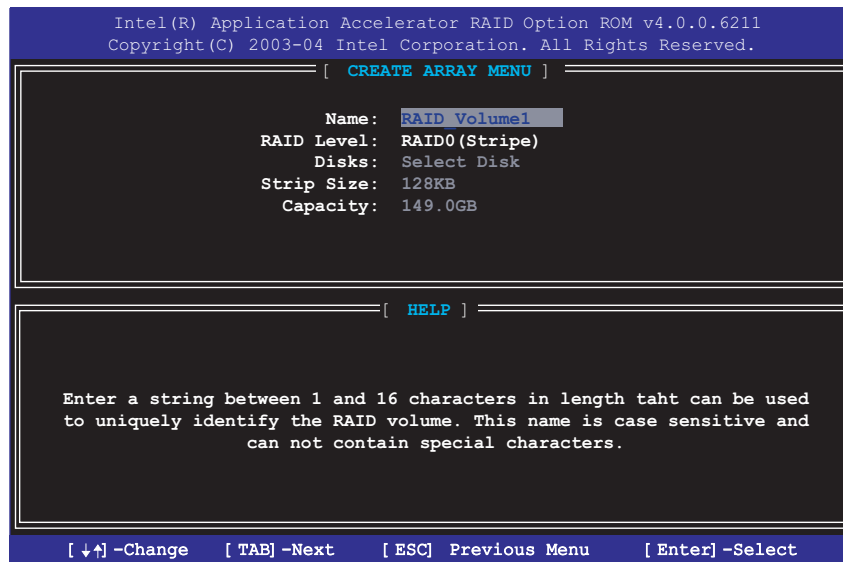 Intel(R) Application Accelerator RAID Option ROM v4.0.0.6211
Copyright(C) 2003-04 Intel Corporation. All Rights Reserved.
[ CREATE ARRAY MENU ]
Name: RAID_Volume1
RAID Level: RAID0(Stripe)
Disks: Select Disk
Strip Size: 128KB
Capacity: 149.0GB
[ HELP ]
Enter a string between 1 and 16 characters in length taht can be used
to uniquely identify the RAID volume. This name is case sensitive and
can not contain special characters.
[↓↑]-Change [TAB]-Next [ESC] Previous Menu [Enter]-Select